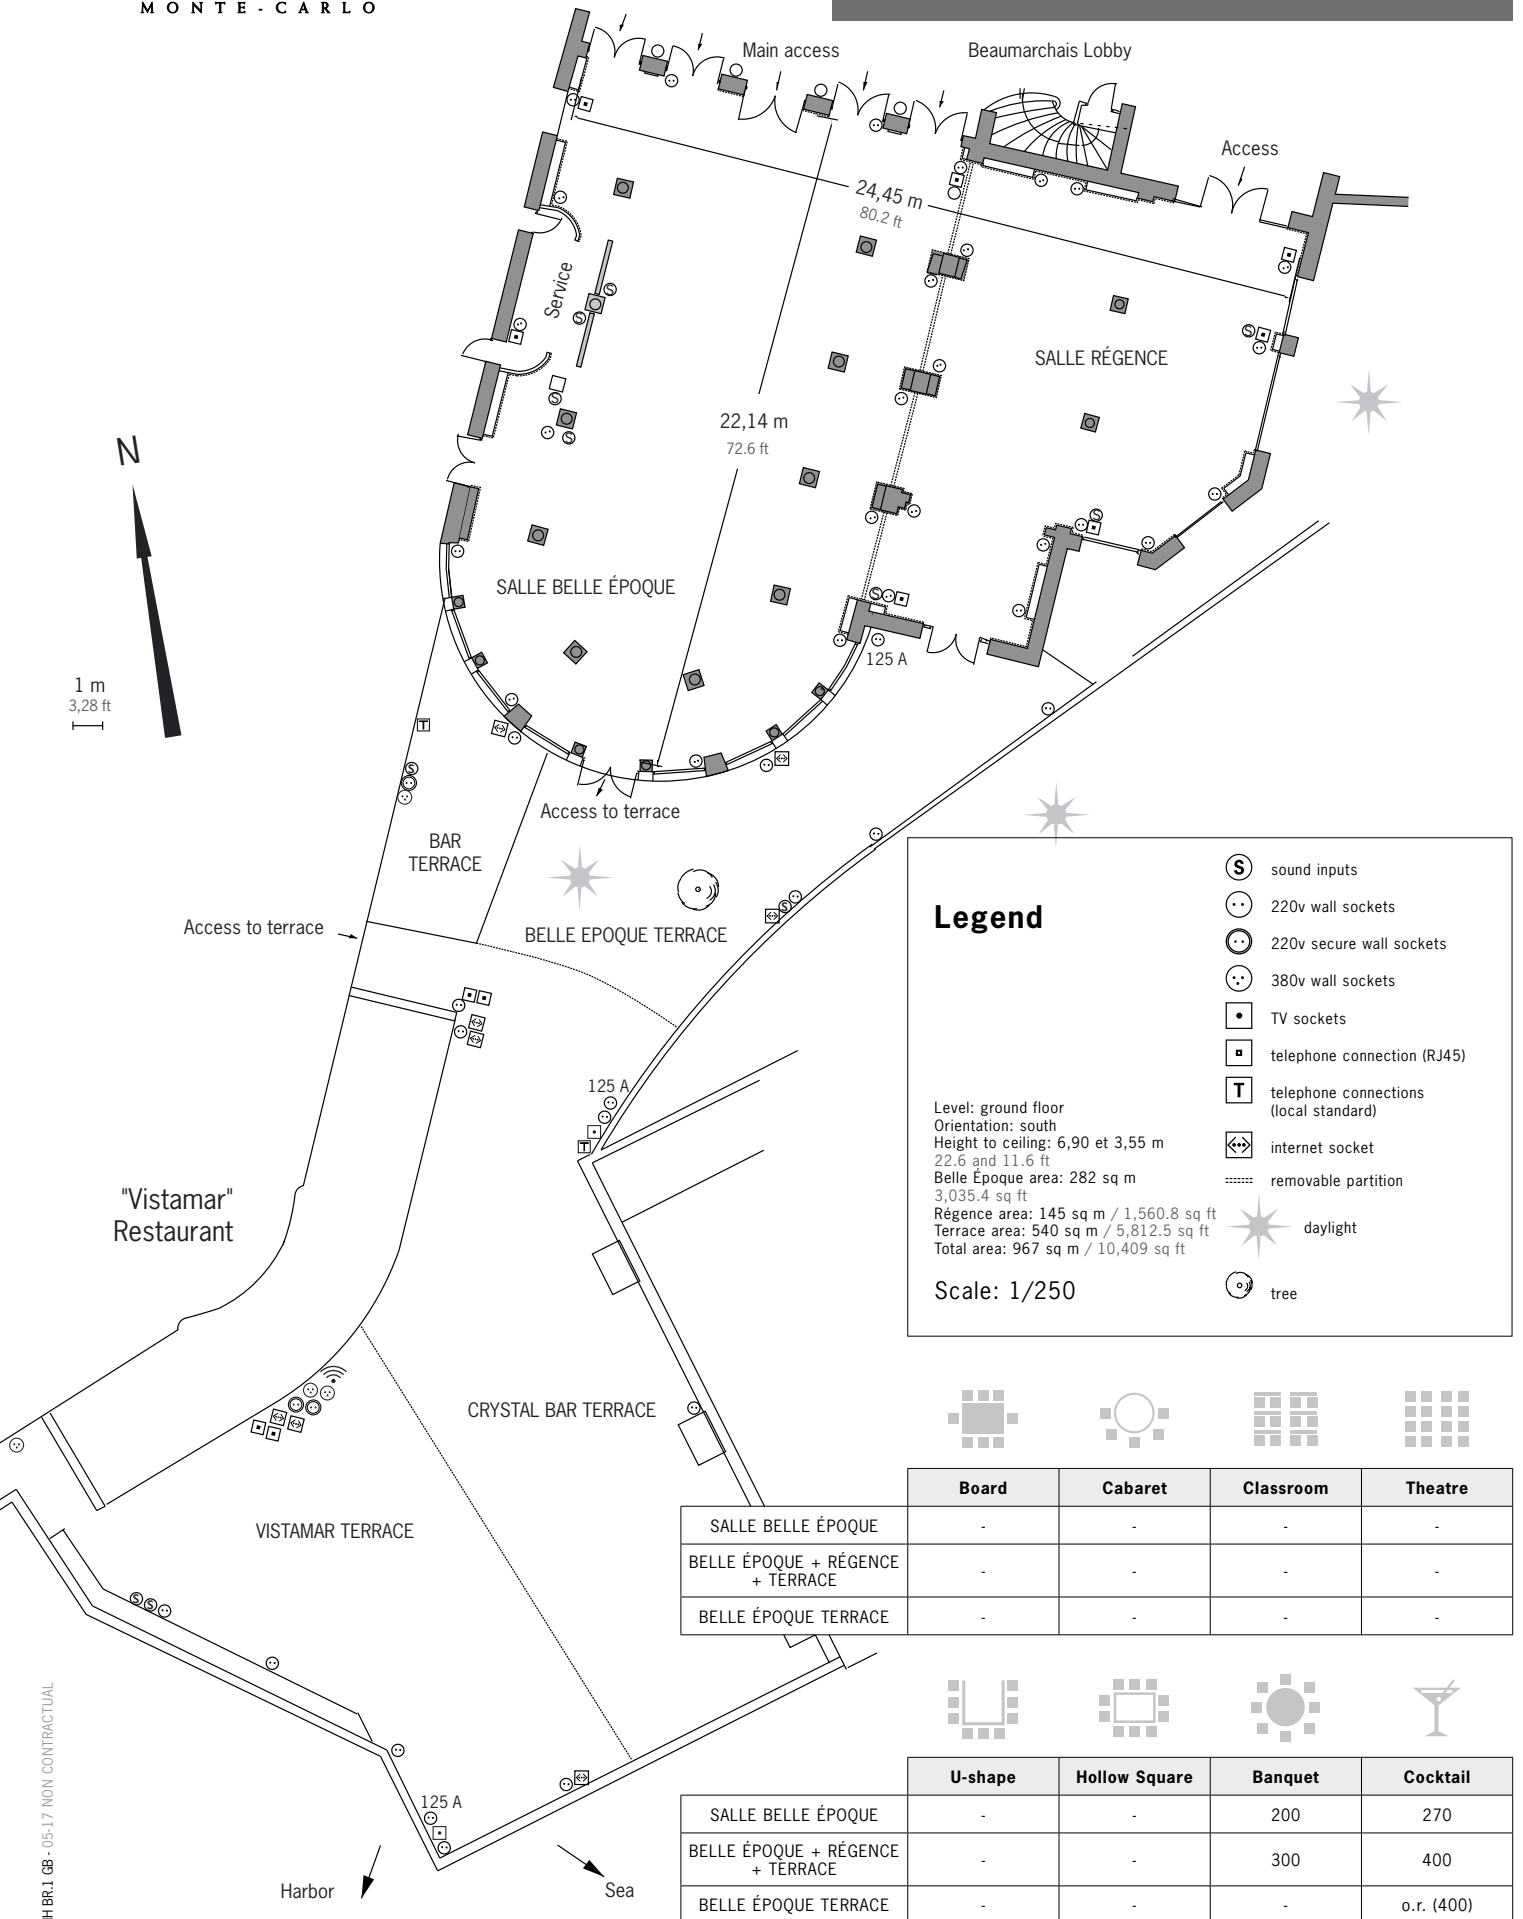 MONTE-CARLO
Main access
Beaumarchais Lobby
Access
24,45 m
80.2 ft
Service
SALLE RÉGENCE
22,14 m
72.6 ft
N
SALLE BELLE ÉPOQUE
125 A
1 m
3,28 ft
S
S
S
S
S
S
S
T
S
Access to terrace
BAR
TERRACE
Access to terrace
BELLE EPOQUE TERRACE
S
125 A
T
"Vistamar"
Restaurant
CRYSTAL BAR TERRACE
VISTAMAR TERRACE
S S
125 A
Harbor
Sea
Legend
S sound inputs
220v wall sockets
220v secure wall sockets
380v wall sockets
TV sockets
telephone connection (RJ45)
T telephone connections
(local standard)
internet socket
removable partition
daylight
tree
Level: ground floor
Orientation: south
Height to ceiling: 6,90 et 3,55 m
22.6 and 11.6 ft
Belle Époque area: 282 sq m
3,035.4 sq ft
Régence area: 145 sq m / 1,560.8 sq ft
Terrace area: 540 sq m / 5,812.5 sq ft
Total area: 967 sq m / 10,409 sq ft
Scale: 1/250
Board Cabaret Classroom Theatre
SALLE BELLE ÉPOQUE - - - -
BELLE ÉPOQUE + RÉGENCE
+ TERRACE - - - -
BELLE ÉPOQUE TERRACE - - - -
U-shape Hollow Square Banquet Cocktail
SALLE BELLE ÉPOQUE - - 200 270
BELLE ÉPOQUE + RÉGENCE
+ TERRACE - - 300 400
BELLE ÉPOQUE TERRACE - - - o.r. (400)
H BR.1 GB - 05-17 NON CONTRACTUAL